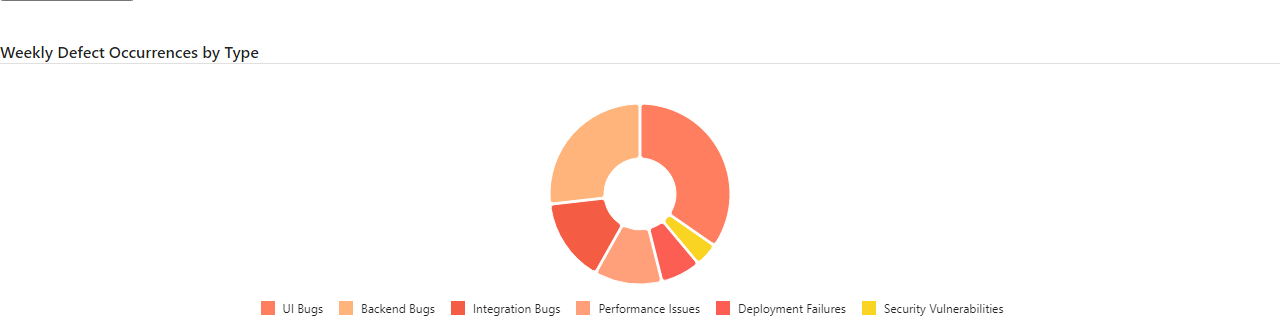 Weekly Defect Occurrences by Type
UI Bugs Backend Bugs Integration Bugs Performance Issues Deployment Failures Security Vulnerabilities